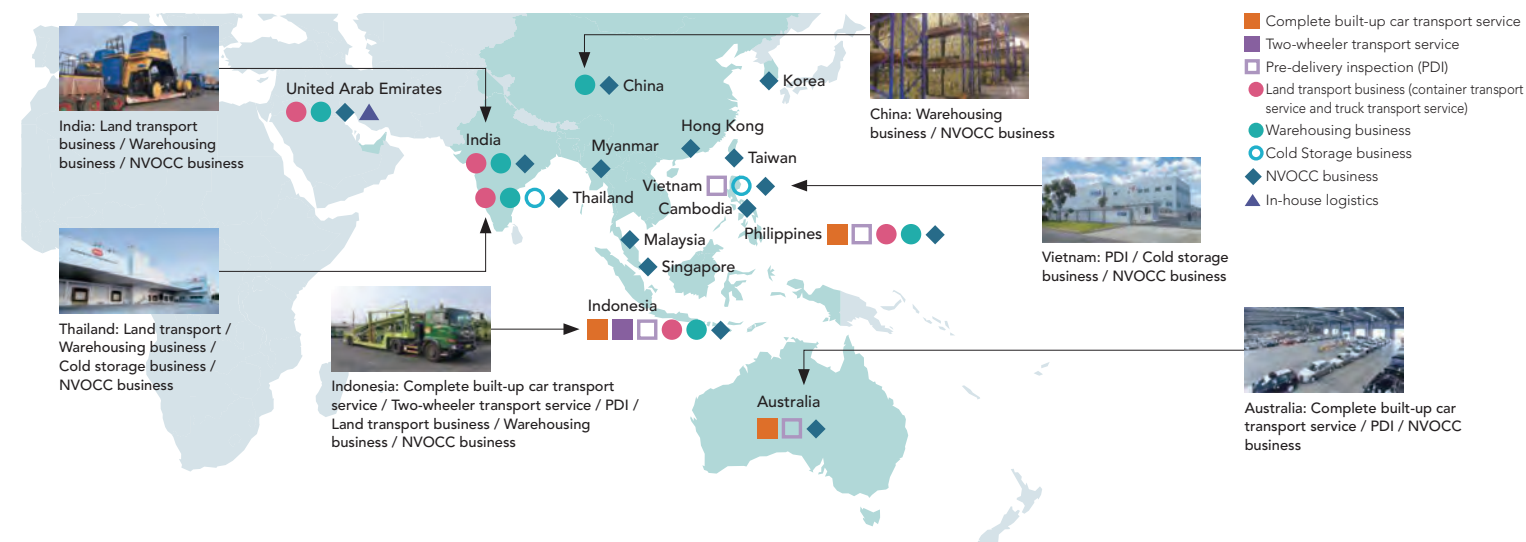 United Arab Emirates
India: Land transport
business / Warehousing
business / NVOCC business
India
Thailand
Thailand: Land transport /
Warehousing business /
Cold storage business /
NVOCC business
China
Korea
China: Warehousing
business / NVOCC business
Hong Kong
Myanmar
Taiwan
Vietnam
Cambodia
Philippines
Malaysia
Singapore
Vietnam: PDI / Cold storage
business / NVOCC business
Indonesia
Indonesia: Complete built-up car transport
service / Two-wheeler transport service / PDI /
Land transport business / Warehousing
business / NVOCC business
Australia
Australia: Complete built-up car
transport service / PDI / NVOCC
business
Complete built-up car transport service
Two-wheeler transport service
Pre-delivery inspection (PDI)
Land transport business (container transport
service and truck transport service)
Warehousing business
Cold Storage business
NVOCC business
In-house logistics